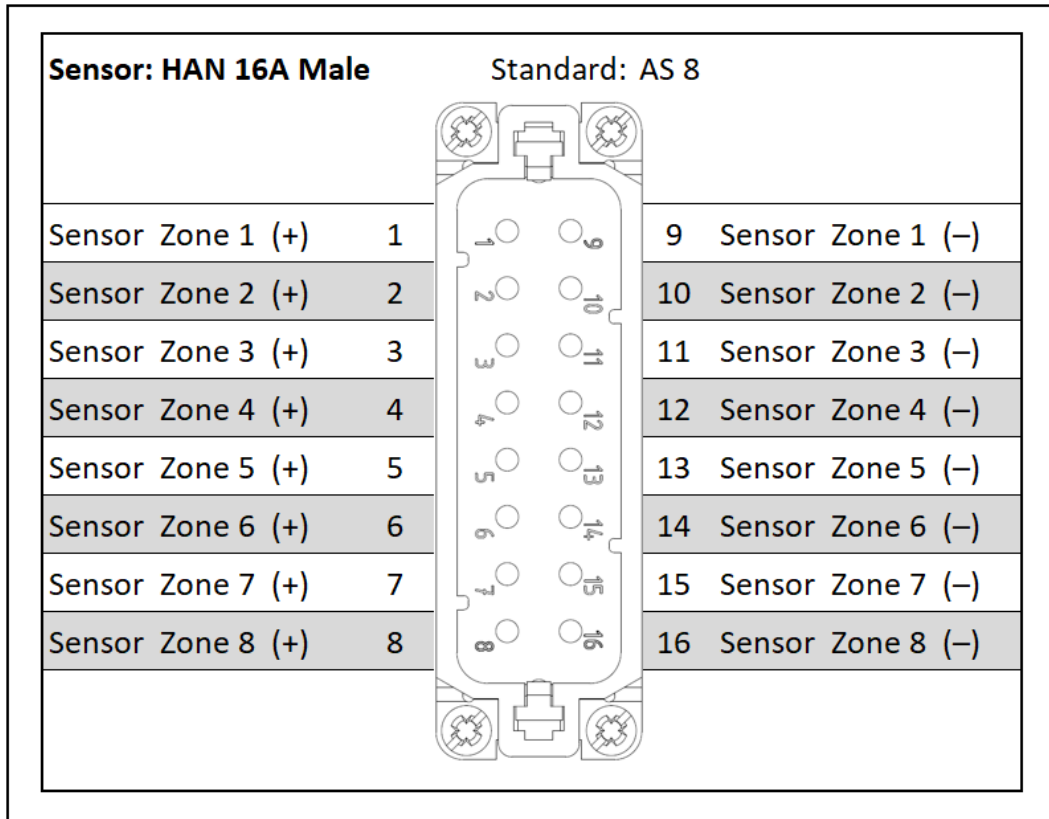 Sensor: HAN 16A Male Standard: AS 8
Sensor Zone 1 (+) 1 1 9 9 Sensor Zone 1 (–)
Sensor Zone 2 (+) 2 2 10 10 Sensor Zone 2 (–)
Sensor Zone 3 (+) 3 3 11 11 Sensor Zone 3 (–)
Sensor Zone 4 (+) 4 4 12 12 Sensor Zone 4 (–)
Sensor Zone 5 (+) 5 5 13 13 Sensor Zone 5 (–)
Sensor Zone 6 (+) 6 6 14 14 Sensor Zone 6 (–)
Sensor Zone 7 (+) 7 7 15 15 Sensor Zone 7 (–)
Sensor Zone 8 (+) 8 8 16 16 Sensor Zone 8 (–)